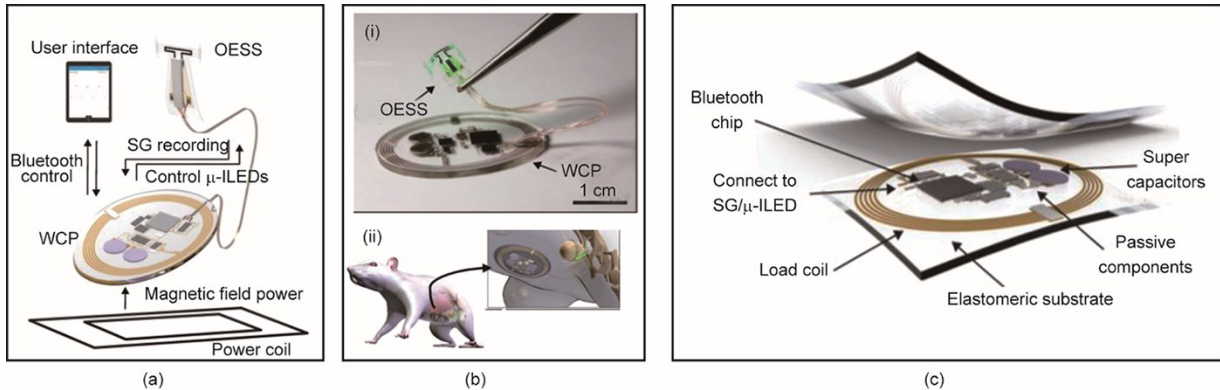 User interface
OESS
SG recording
Bluetooth
control
Control μ-ILEDs
WCP
Magnetic field power
Power coil
(a)
(i)
OESS
WCP
1 cm
(ii)
(b)
Bluetooth
chip
Connect to
SG/μ-ILED
Load coil
Super
capacitors
Passive
components
Elastomeric substrate
(c)